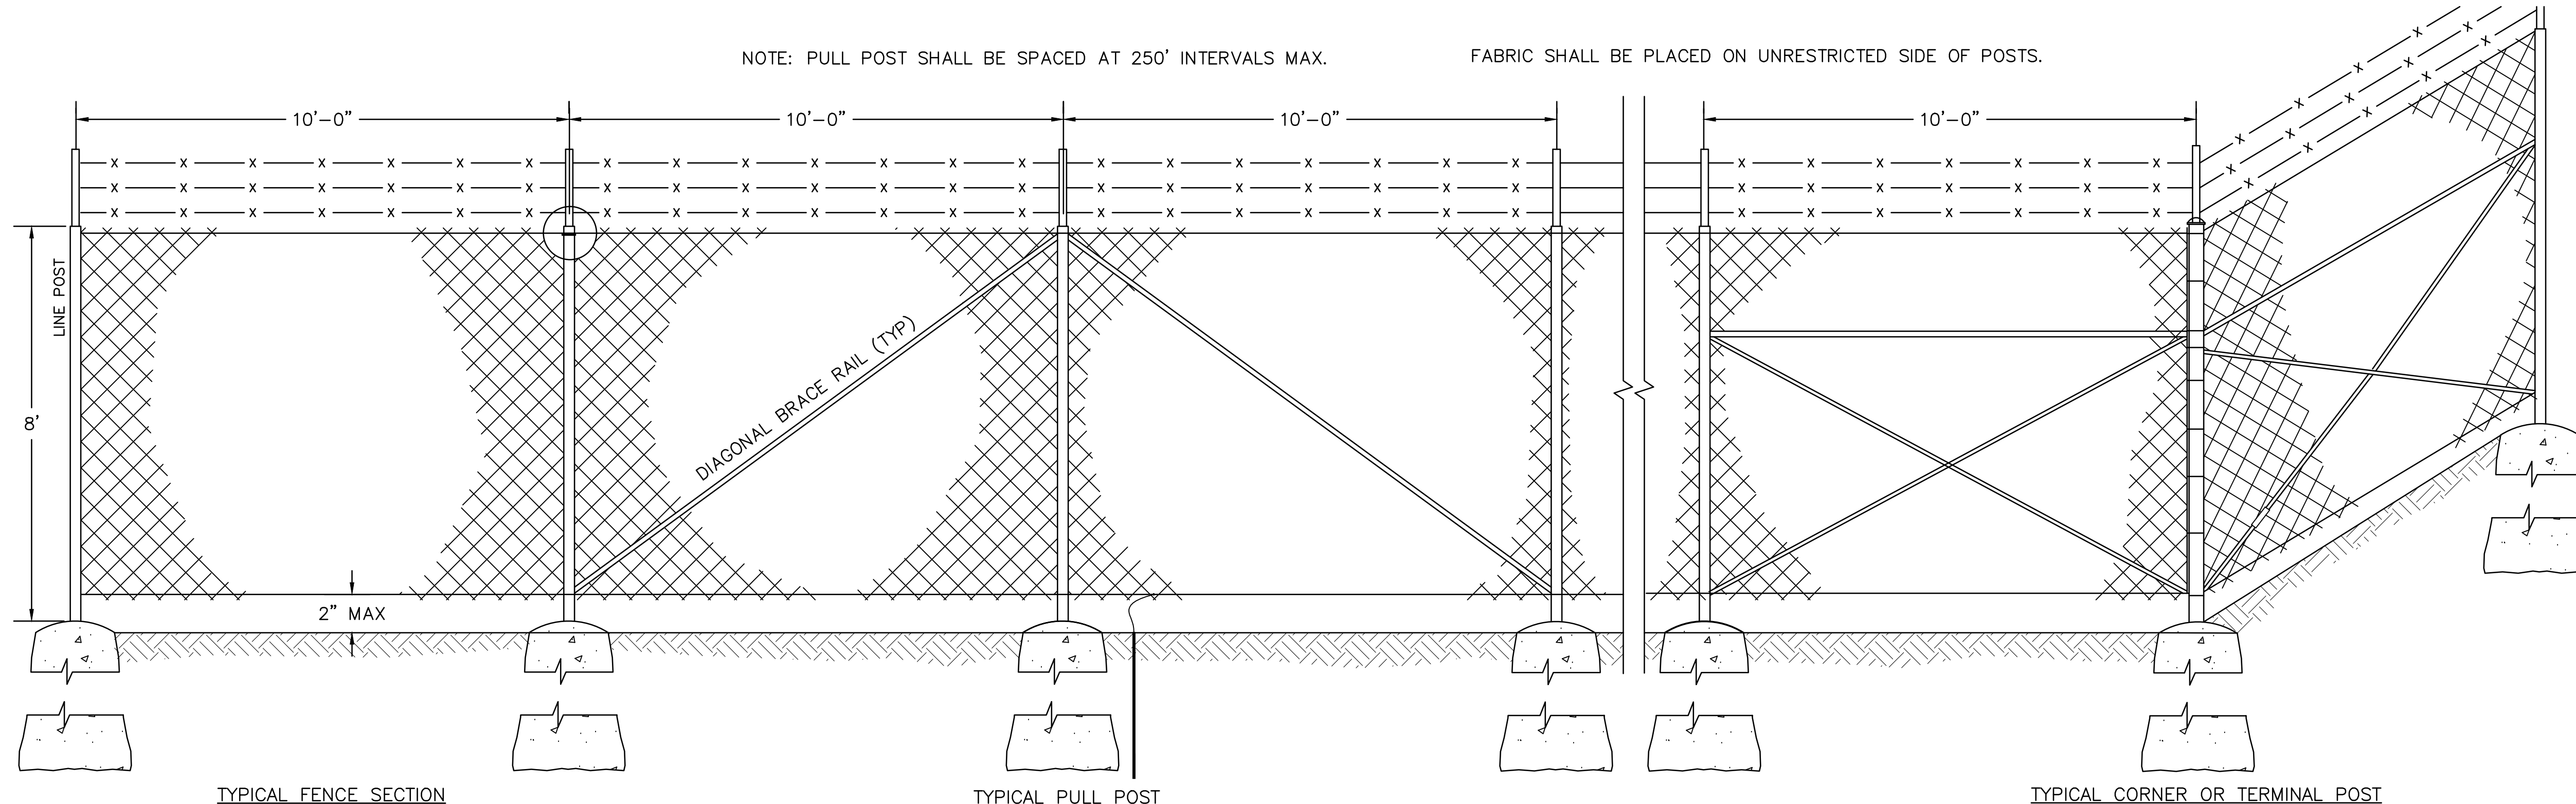 NOTE: PULL POST SHALL BE SPACED AT 250' INTERVALS MAX.
FABRIC SHALL BE PLACED ON UNRESTRICTED SIDE OF POSTS.
10'-0"
10'-0"
10'-0"
10'-0"
LINE POST
8'
DIAGONAL BRACE RAIL (TYP)
2" MAX
TYPICAL FENCE SECTION
TYPICAL PULL POST
TYPICAL CORNER OR TERMINAL POST